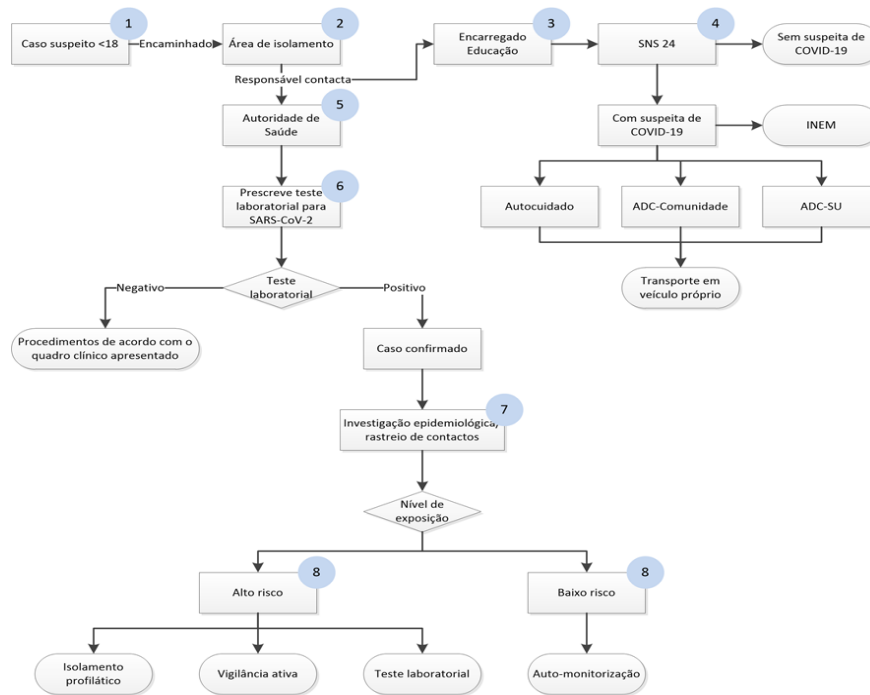 1
2
3
4
Caso suspeito <18
Encaminhado
Área de isolamento
Encarregado
Educação
SNS 24
Sem suspeita de
COVID-19
Responsável contacta
5
Autoridade de
Saúde
Com suspeita de
COVID-19
INEM
6
Prescreve teste
laboratorial para
SARS-CoV-2
Autocuidado
ADC-Comunidade
ADC-SU
Negativo
Teste
laboratorial
Positivo
Transporte em
veículo próprio
Procedimentos de acordo com o
quadro clínico apresentado
Caso confirmado
7
Investigação epidemiológica,
rastreio de contactos
Nível de
exposição
8
8
Alto risco
Baixo risco
Isolamento
profilático
Vigilância ativa
Teste laboratorial
Auto-monitorização